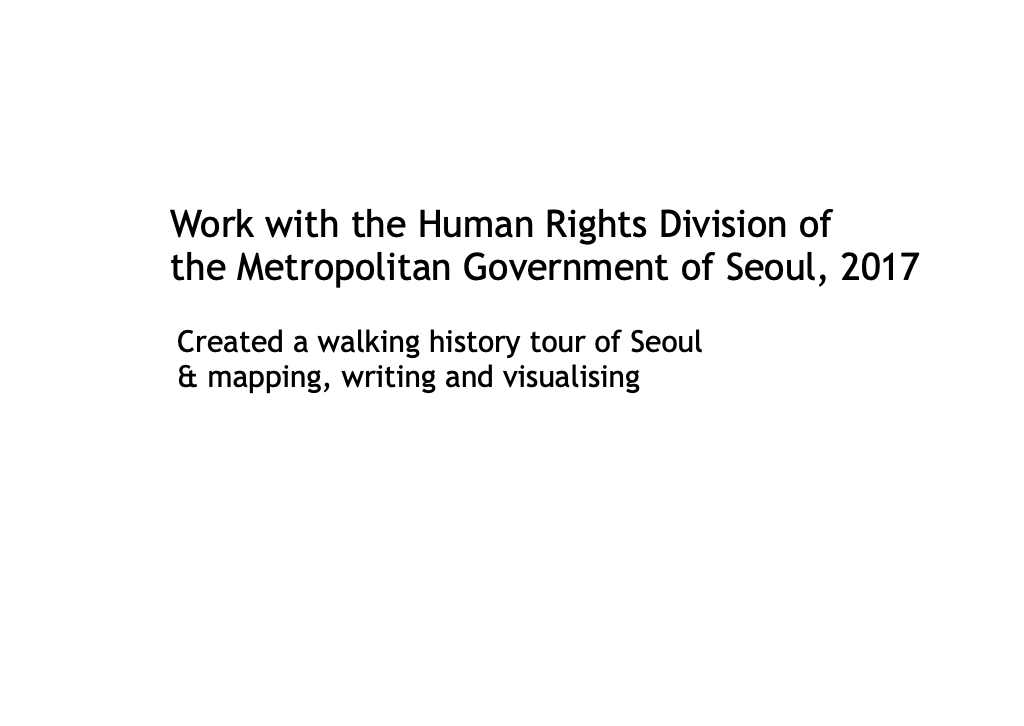 Work with the Human Rights Division of
the Metropolitan Government of Seoul, 2017
Created a walking history tour of Seoul
& mapping, writing and visualising